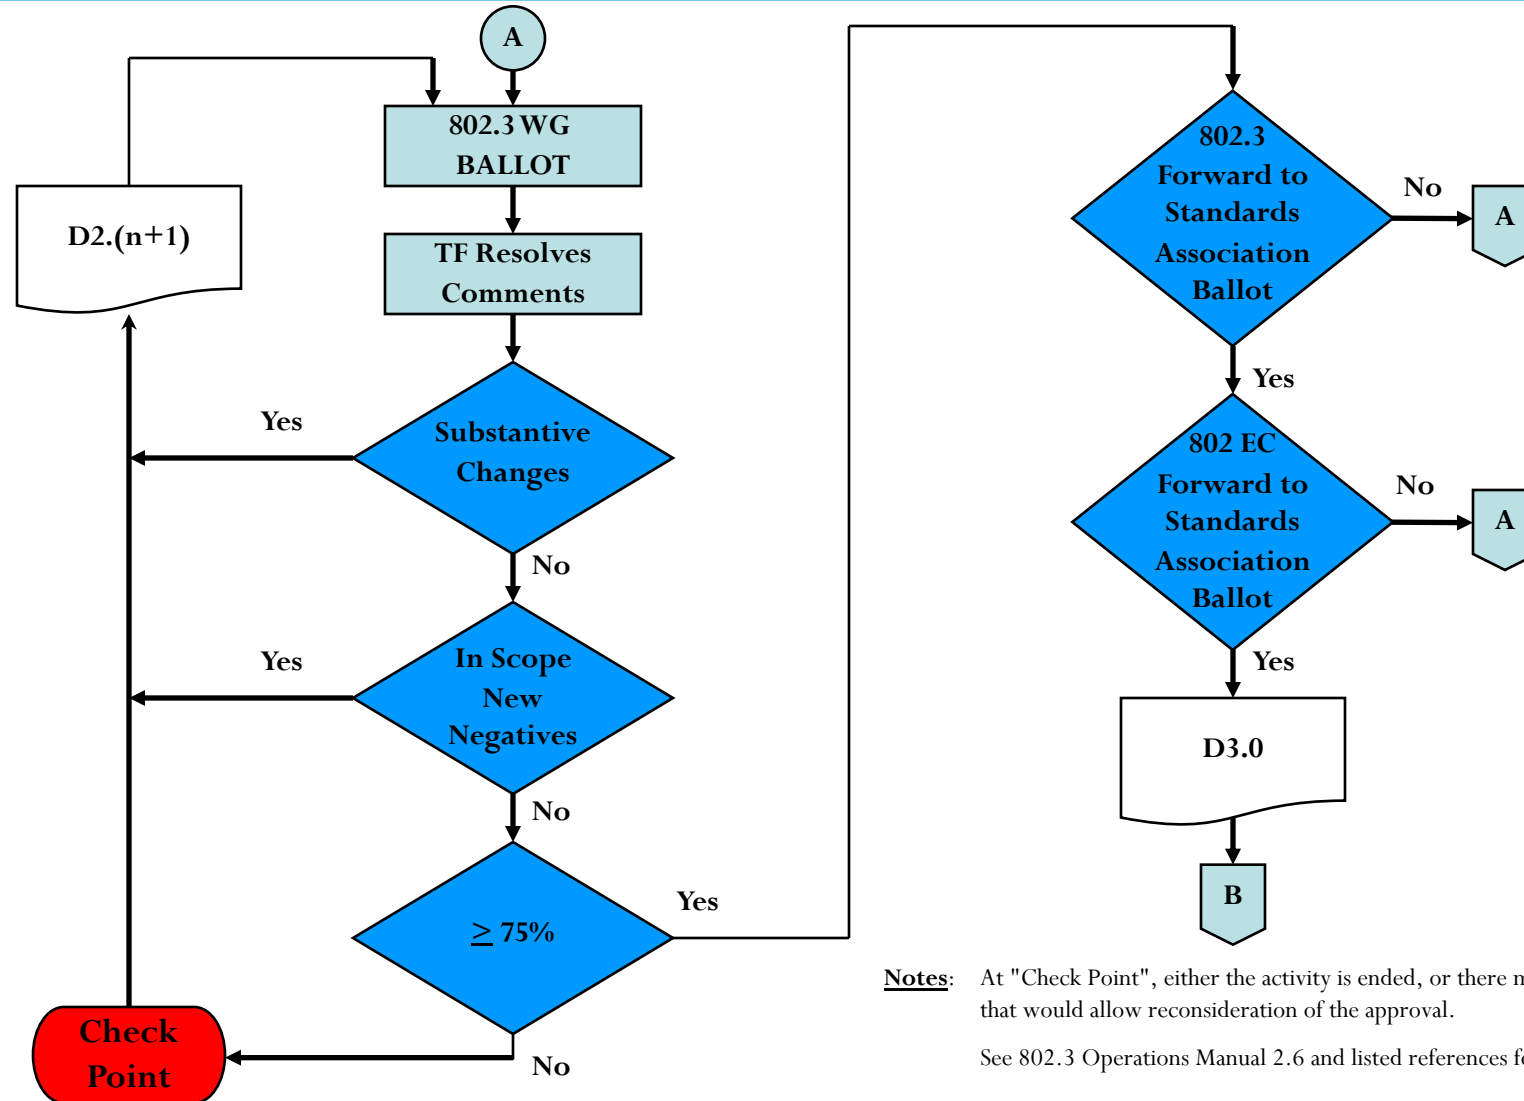 A
802.3 WG
BALLOT
D2.(n+1)
TF Resolves
Comments
Yes
Substantive
Changes
No
Yes
In Scope
New
Negatives
No
≥ 75%
Yes
Check
Point
No
802.3
Forward to
Standards
Association
Ballot
No
A
Yes
802 EC
Forward to
Standards
Association
Ballot
No
A
Yes
D3.0
B
Notes: At "Check Point", either the activity is ended, or there
that would allow reconsideration of the approval.
See 802.3 Operations Manual 2.6 and listed references